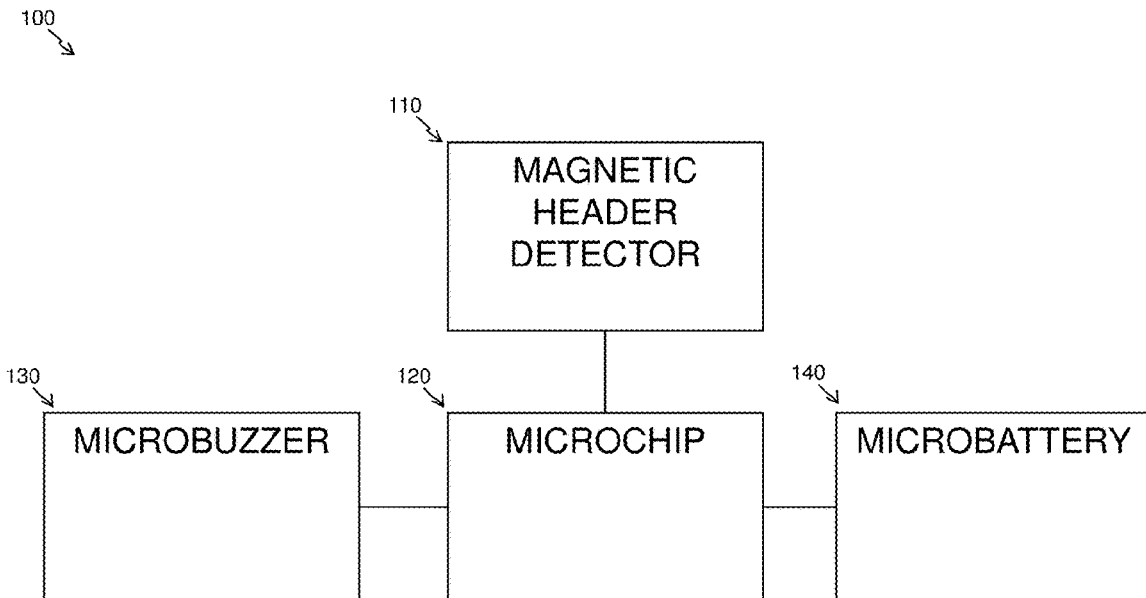 100
110
MAGNETIC
HEADER
DETECTOR
130
120
140
MICROBUZZER
MICROCHIP
MICROBATTERY